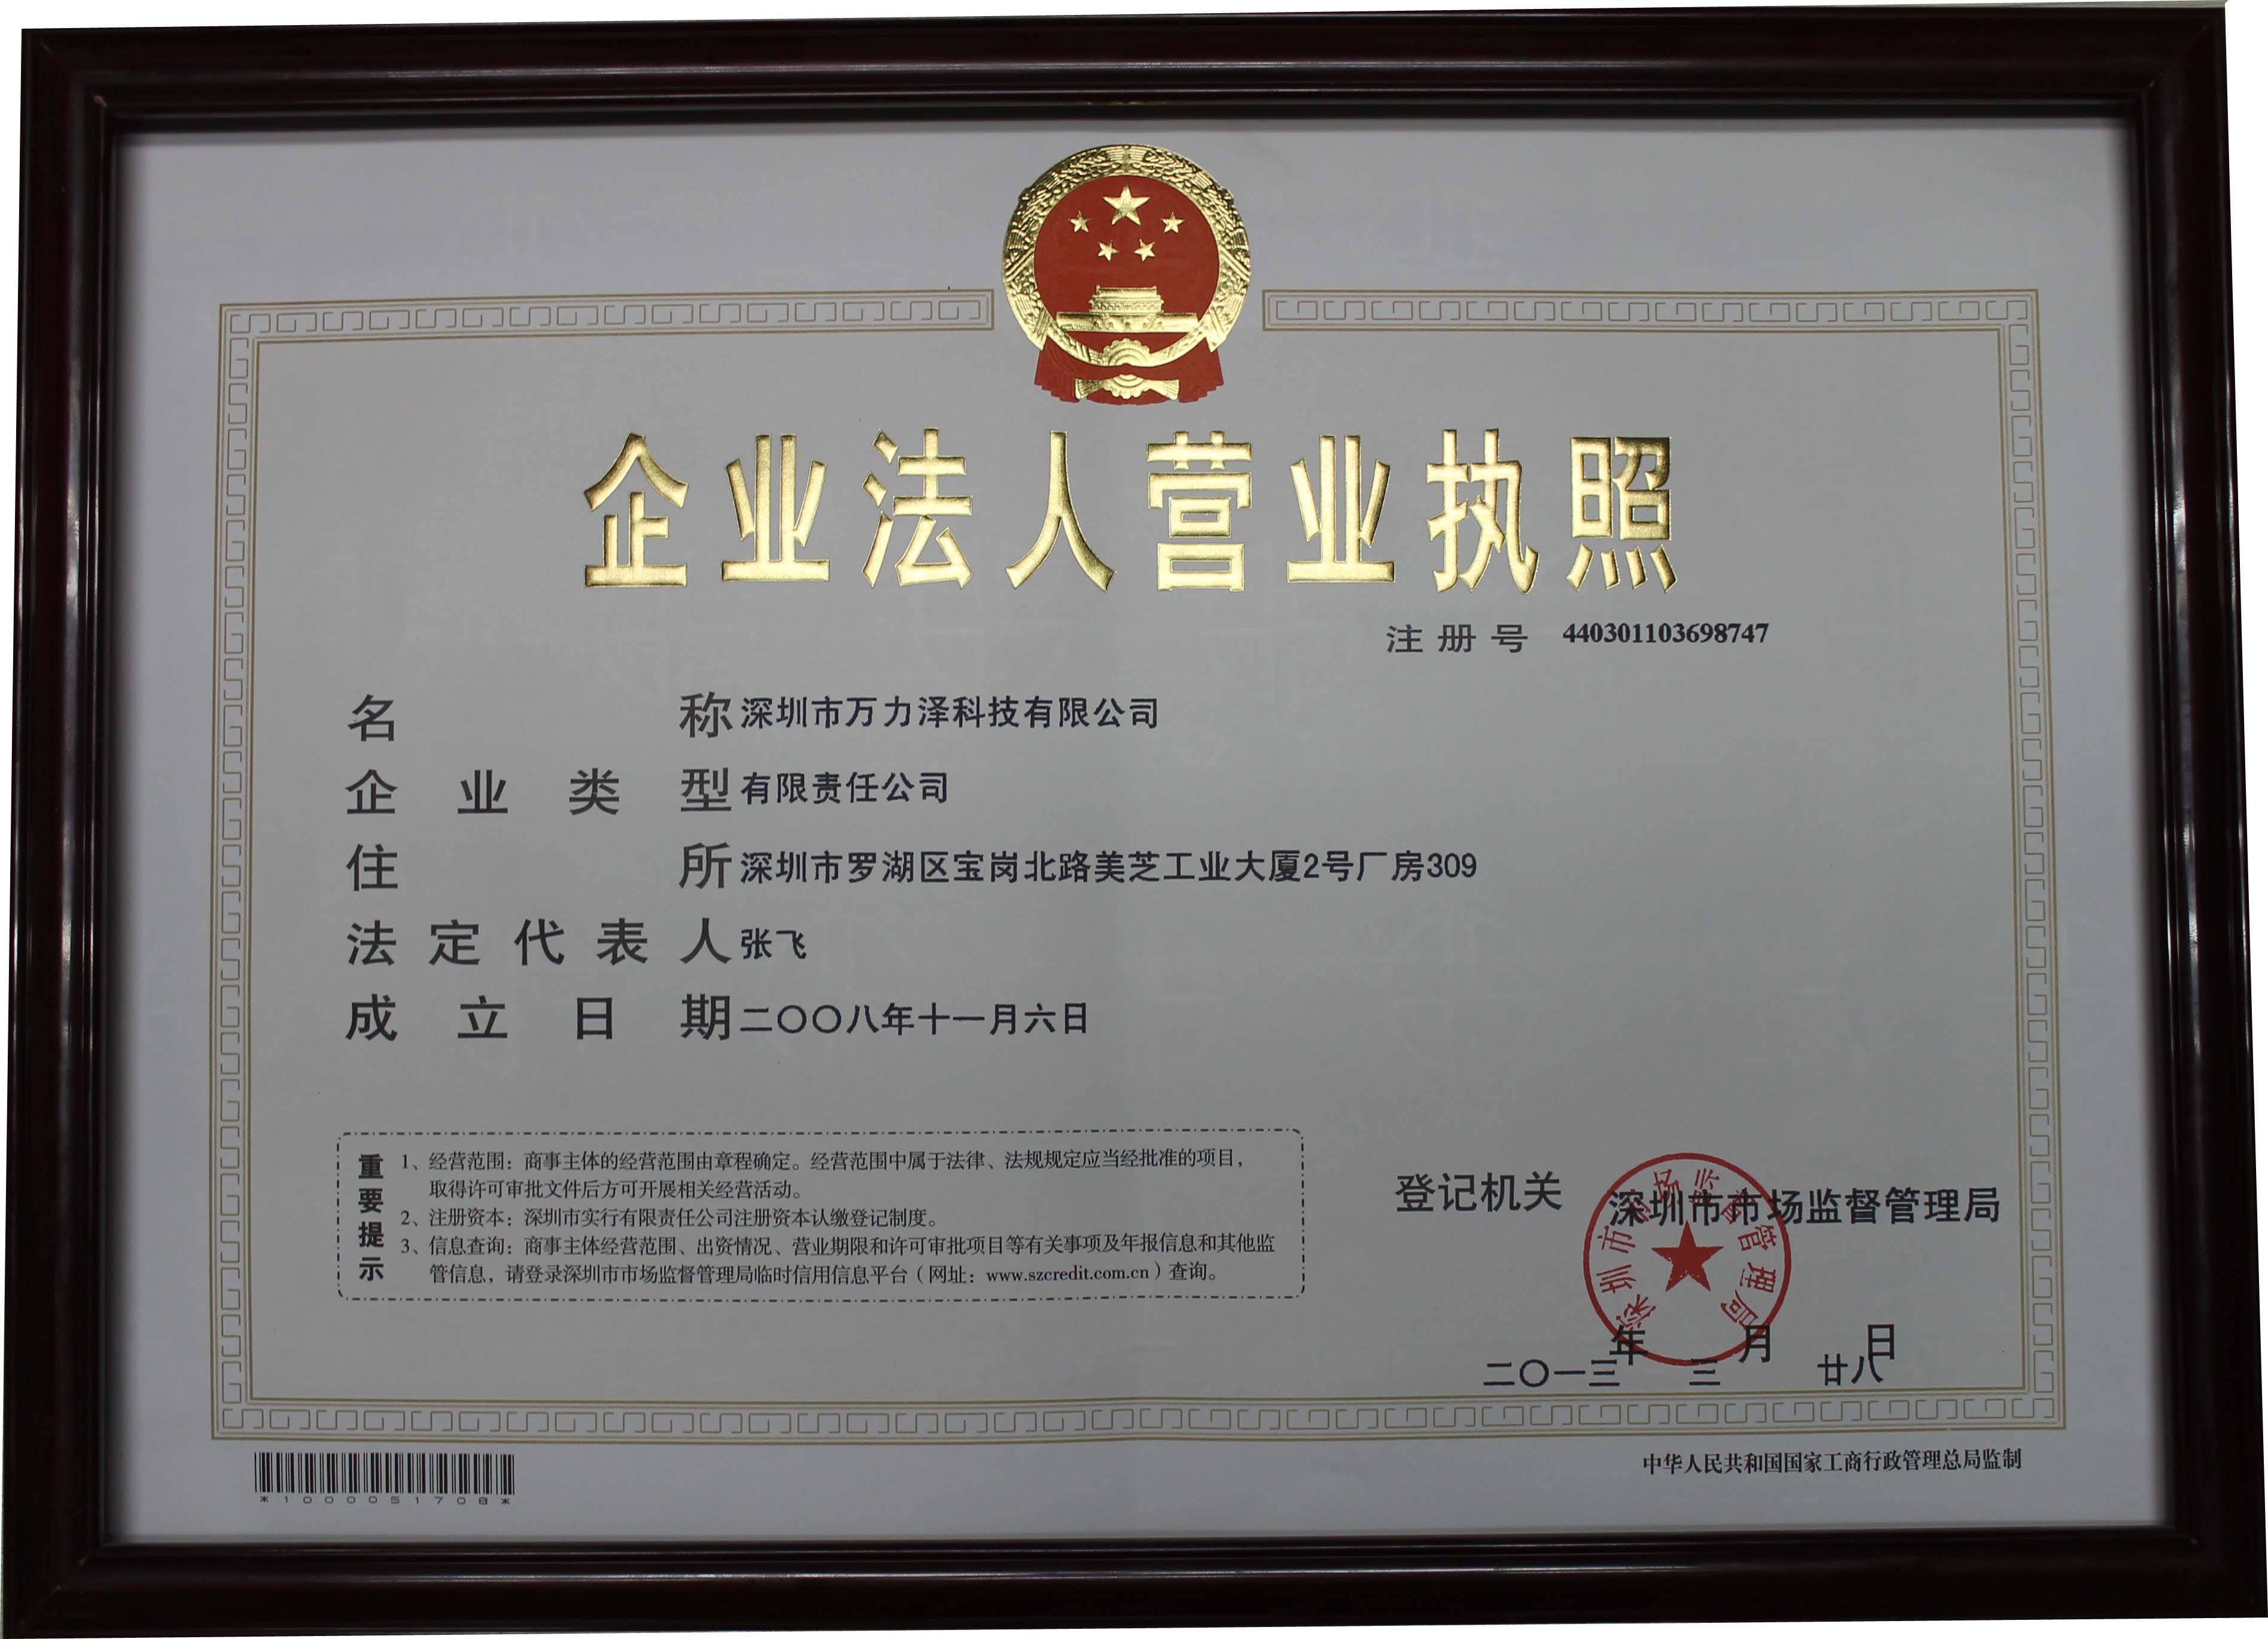 企业法人营业执照
注册号 440301103698747
名称 深圳市万力泽科技有限公司
企业类型 有限责任公司
住所 深圳市罗湖区宝岗北路美芝工业大厦2号厂房309
法定代表人 张飞
成立日期 二〇〇八年十一月六日
重要提示
1、经营范围：商事主体的经营范围由章程确定。经营范围中属于法律、法规规定应当经批准的项目，
取得许可审批文件后方可开展相关经营活动。
2、注册资本：深圳市实行有限责任公司注册资本认缴登记制度。
3、信息查询：商事主体经营范围、出资情况、营业期限和许可审批项目等有关事项及年报信息和其他监
管信息，请登录深圳市市场监督管理局临时信用信息平台（网址：www.szcredit.com.cn）查询。
登记机关 深圳市市场监督管理局
深圳市市场监督管理局
年 月 日
二〇一三 三 廿八
中华人民共和国国家工商行政管理总局监制
*1000051708*